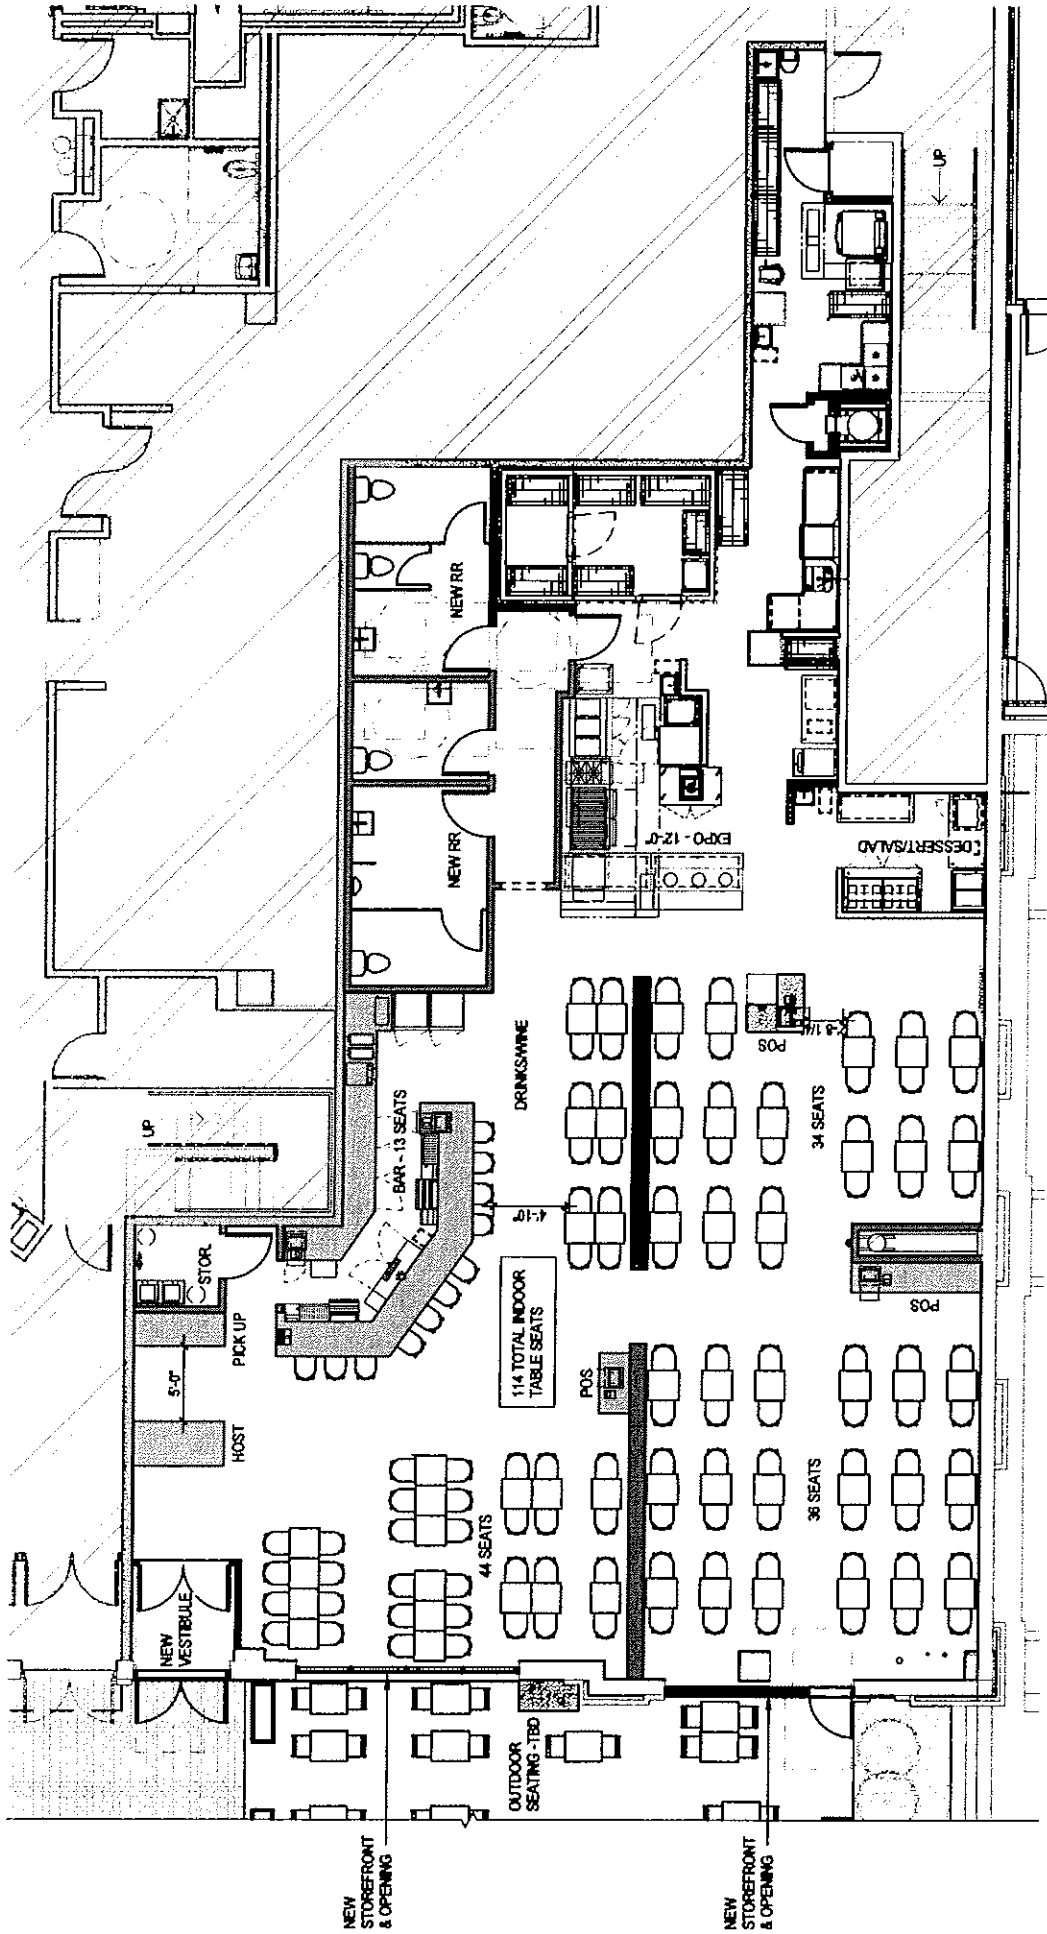 UP
UP
NEW RR
NEW RR
EXPO - 12'-0"
DESSERT/SALAD
UP
STOR.
BAR - 13 SEATS
DRINKS/WINE
POS
34 SEATS
4'-10"
PICK UP
5'-0"
HOST
114 TOTAL INDOOR
TABLE SEATS
POS
POS
44 SEATS
36 SEATS
NEW
VESTIBULE
OUTDOOR
SEATING - TBD
NEW
STOREFRONT
& OPENING
NEW
STOREFRONT
& OPENING